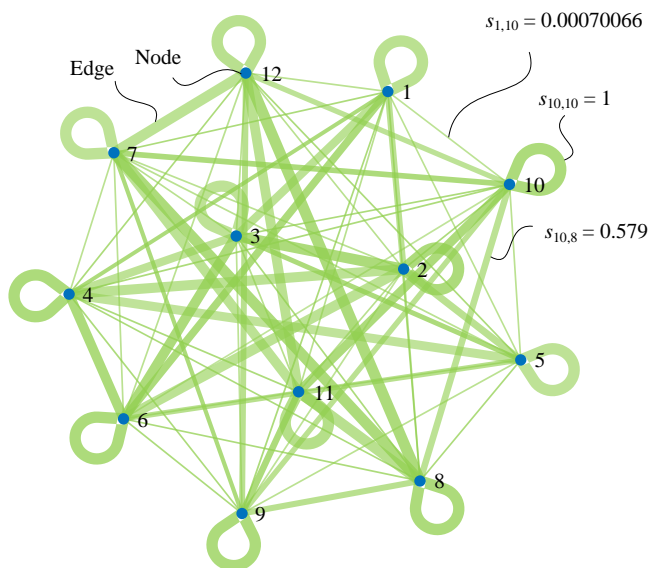 s1,10 = 0.00070066
Node
Edge
12
1
s10,10 = 1
7
10
3
s10,8 = 0.579
2
4
5
11
6
8
9